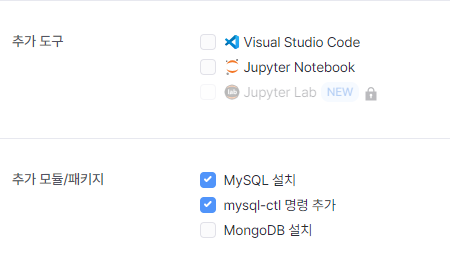 추가 도구
Visual Studio Code
Jupyter Notebook
lab Jupyter Lab NEW
추가 모듈/패키지
MySQL 설치
mysql-ctl 명령 추가
MongoDB 설치